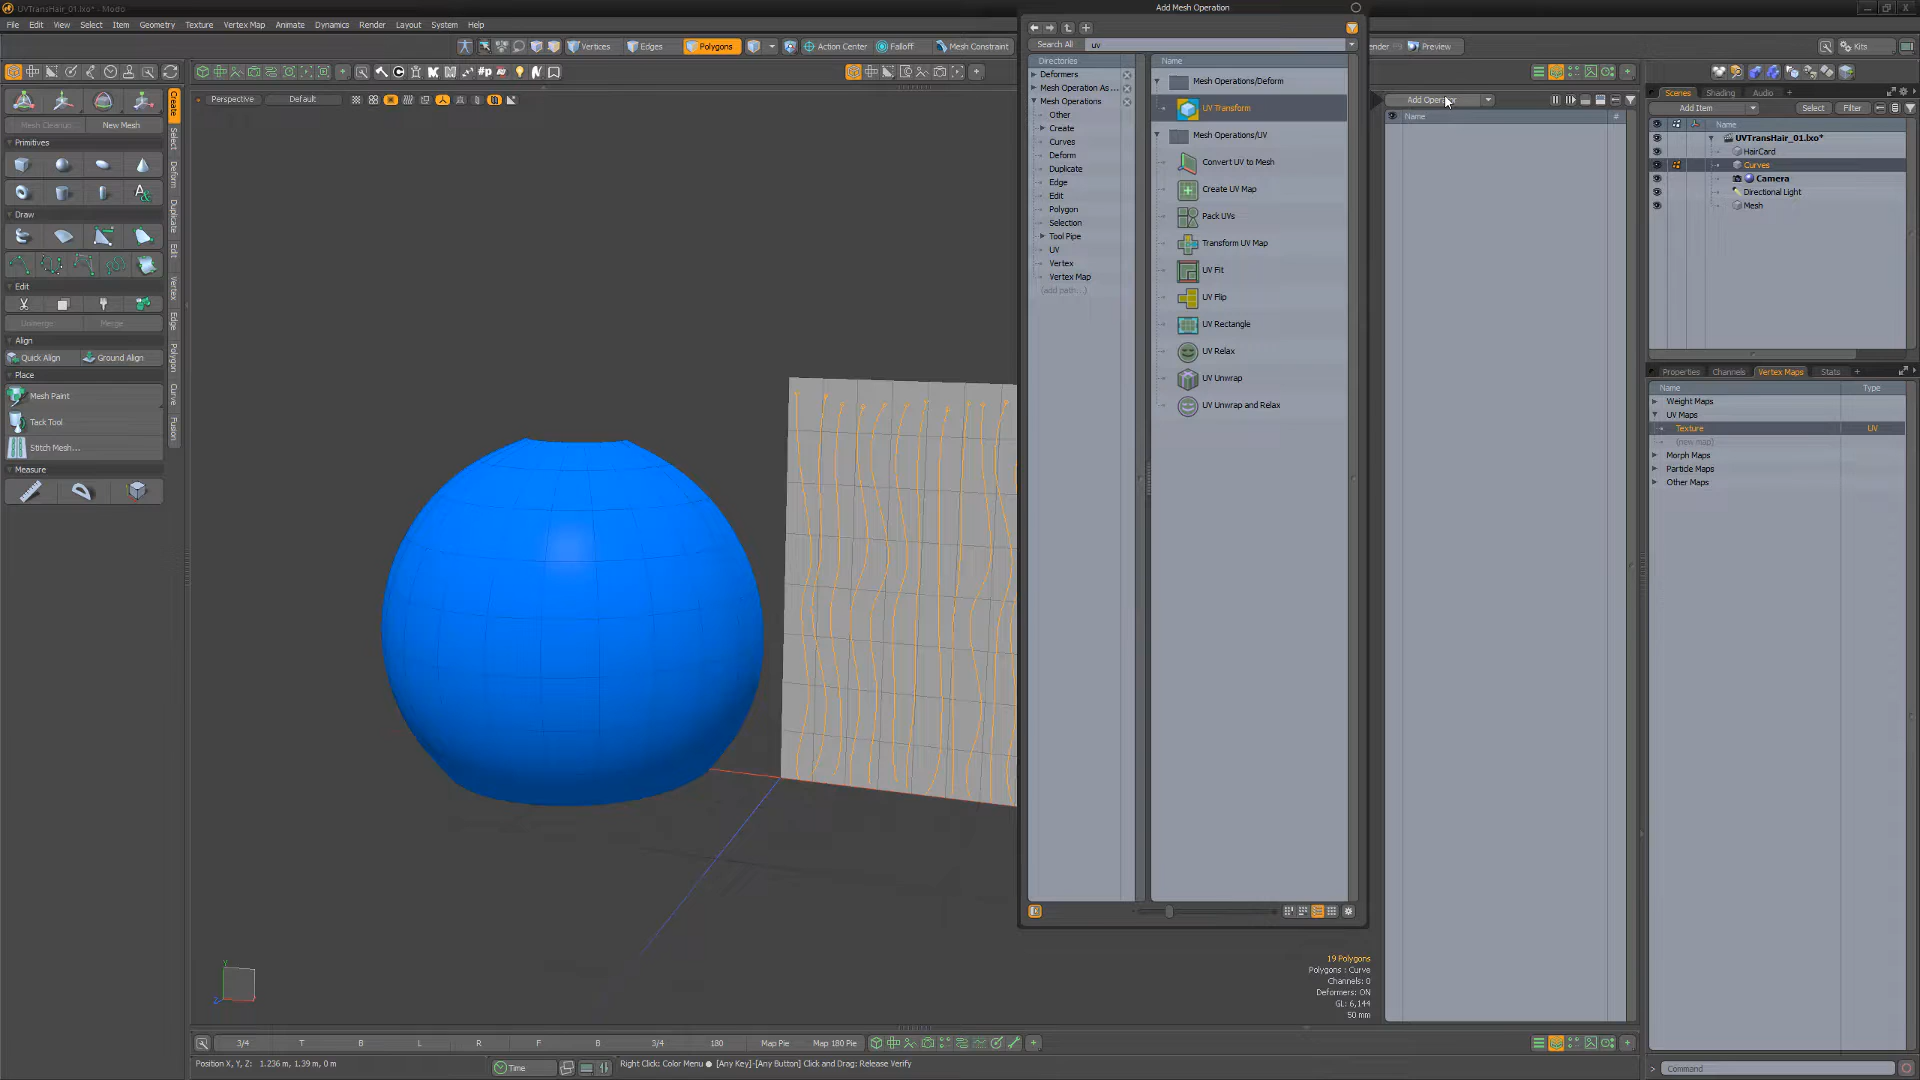 UVTransHair_01.lxo* - Modo
Add Mesh Operation
File Edit View Select Item Geometry Texture Vertex Map Animate Dynamics Render Layout System Help
Vertices Edges Polygons Action Center Falloff Mesh Constraint
Preview
Kits
Search All uv
Perspective Default
Mesh Cleanup...
New Mesh
Primitives
Draw
Edit
Unmerge
Merge
Align
Quick Align
Ground Align
Place
Mesh Paint
Tack Tool
Stitch Mesh...
Measure
Create
Select
Deform
Duplicate
Edit
Vertex
Edge
Polygon
Curve
Fusion
Directories
Deformers
Mesh Operation As...
Mesh Operations
Other
Create
Curves
Deform
Duplicate
Edge
Edit
Polygon
Selection
Tool Pipe
UV
Vertex
Vertex Map
(add path...)
Name
Mesh Operations/Deform
UV Transform
Mesh Operations/UV
Convert UV to Mesh
Create UV Map
Pack UVs
Transform UV Map
UV Fit
UV Flip
UV Rectangle
UV Relax
UV Unwrap
UV Unwrap and Relax
Add Operator
Name #
Scenes Shading Audio +
Add Item Select Filter
Name
UVTransHair_01.lxo*
HairCard
Curves
Camera
Directional Light
Mesh
Properties Channels Vertex Maps Stats +
Name Type
Weight Maps
UV Maps
Texture UV
(new map)
Morph Maps
Particle Maps
Other Maps
19 Polygons
Polygons : Curve
Channels: 0
Deformers: ON
GL: 6,144
50 mm
Y
Z
3/4 T B L R F B 3/4 180 Map Pie Map 180 Pie
Position X, Y, Z: 1.236 m, 1.39 m, 0 m
Time
Right Click: Color Menu ● [Any Key]-[Any Button] Click and Drag: Release Verify
Command